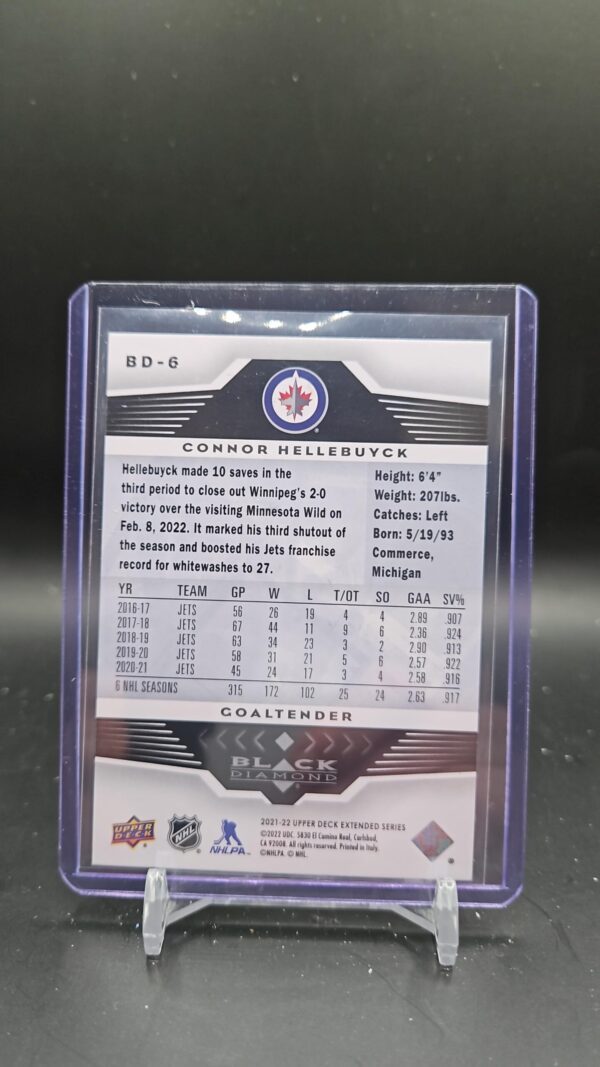 BD-6
CONNOR HELLEBUYCK
Hellebuyck made 10 saves in the
third period to close out Winnipeg's 2-0
victory over the visiting Minnesota Wild on
Feb. 8, 2022. It marked his third shutout of
the season and boosted his Jets franchise
record for whitewashes to 27.
Height: 6'4"
Weight: 207lbs.
Catches: Left
Born: 5/19/93
Commerce,
Michigan
YR TEAM GP W L T/OT SO GAA SV%
2016-17 JETS 56 26 19 4 4 2.89 .907
2017-18 JETS 67 44 11 9 6 2.36 .924
2018-19 JETS 63 34 23 3 2 2.90 .913
2019-20 JETS 58 31 21 5 6 2.57 .922
2020-21 JETS 45 24 17 3 4 2.58 .916
6 NHL SEASONS 315 172 102 25 24 2.63 .917
GOALTENDER
BLACK
DIAMOND
UPPER
DECK
NHL
NHLPA
2021-22 UPPER DECK EXTENDED SERIES
©2022 UDC. 5830 El Camino Real, Carlsbad,
CA 92008. All rights reserved. Printed in Italy.
©NHLPA. © NHL.